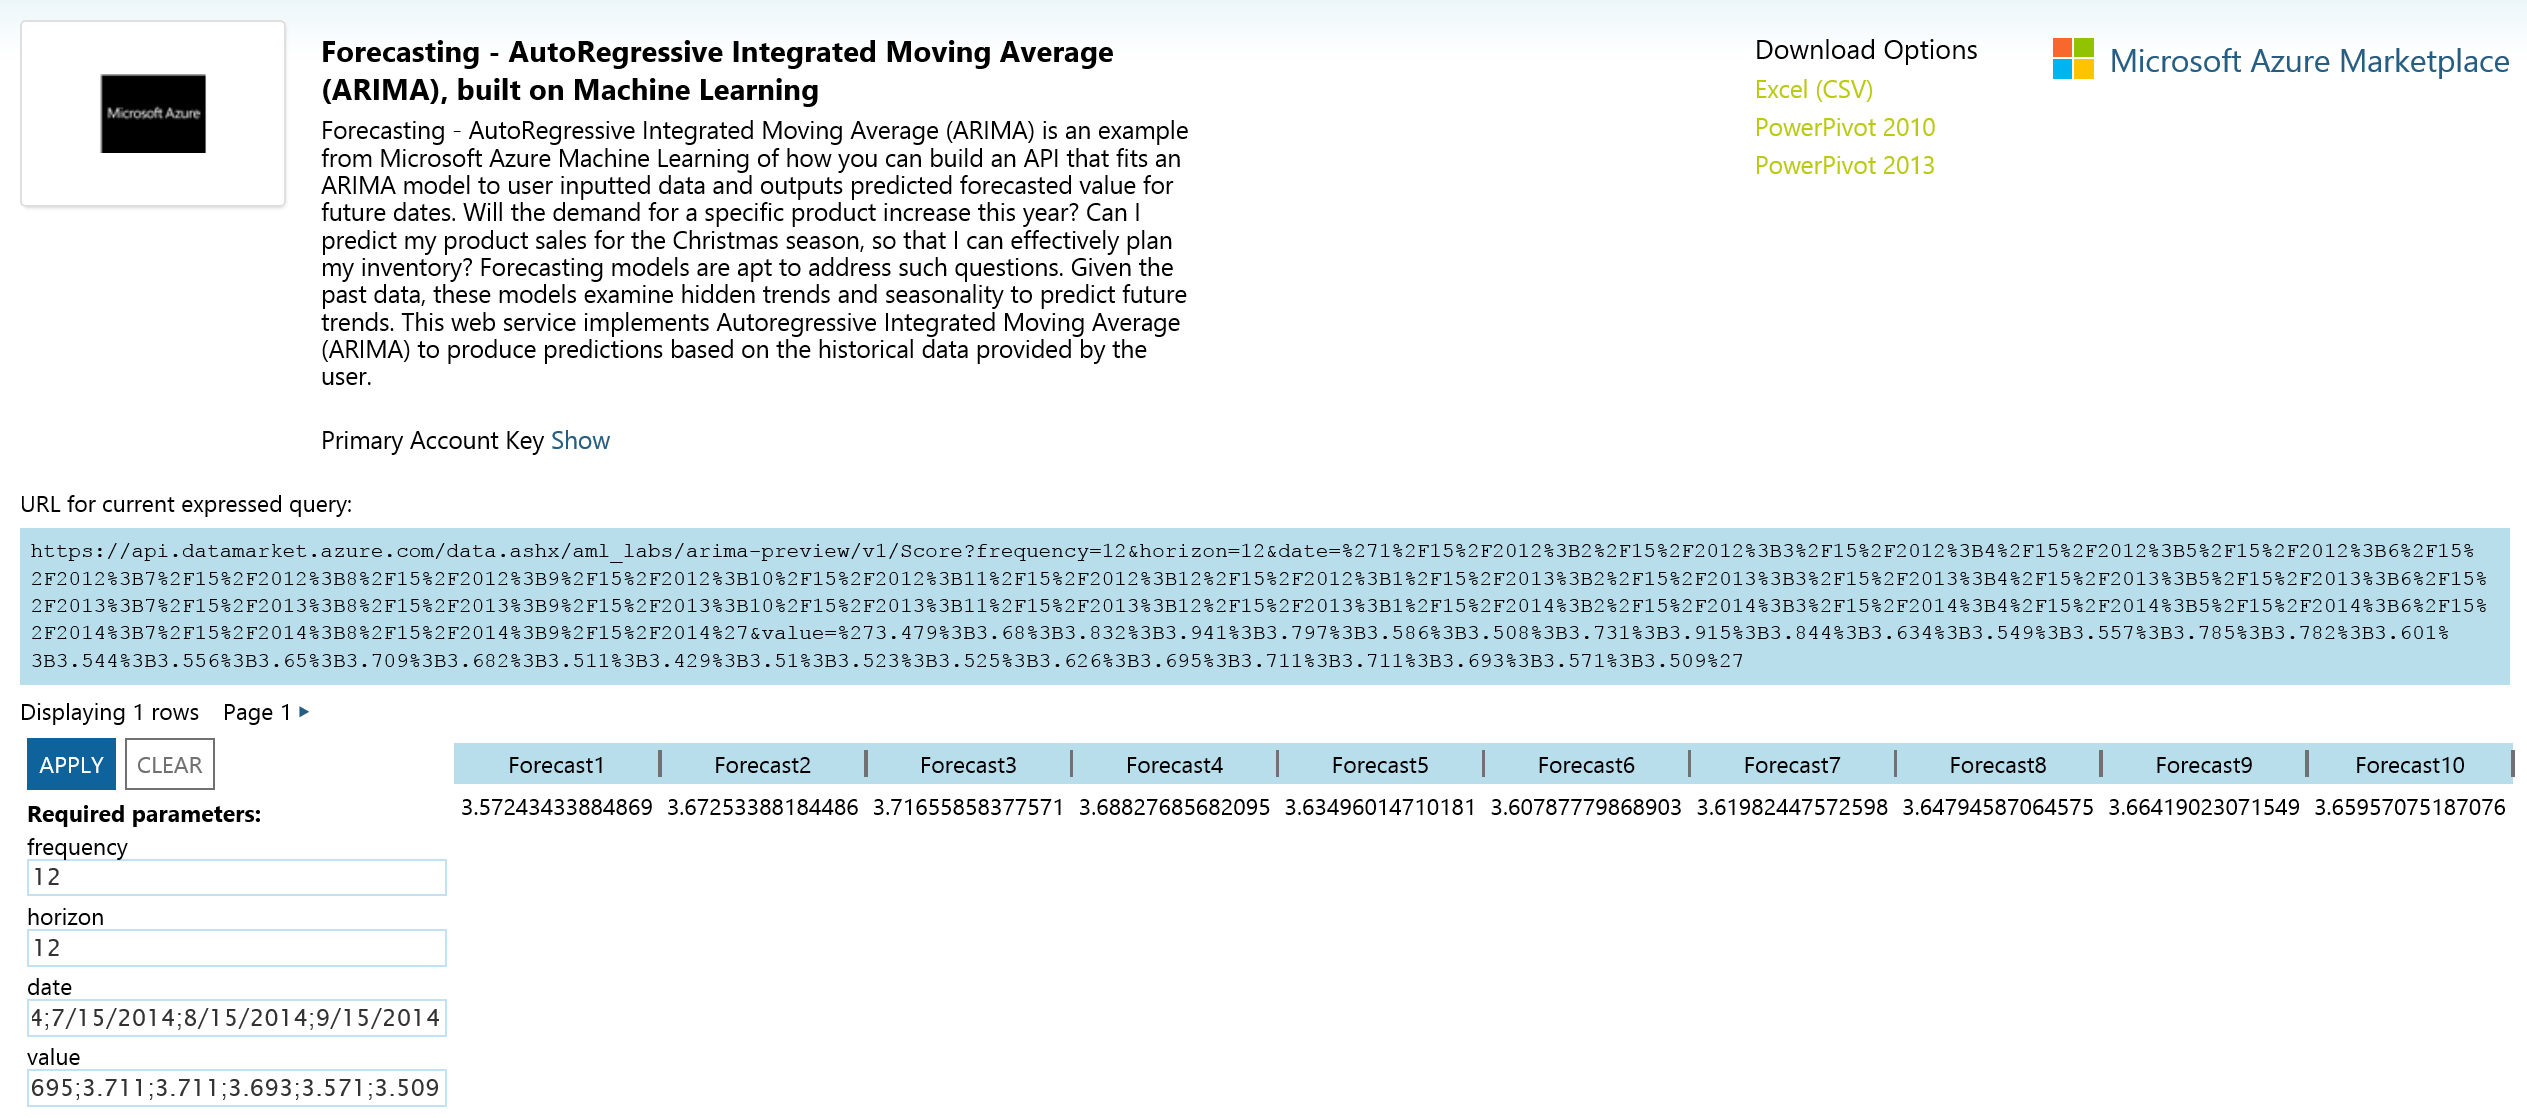 Microsoft Azure
Forecasting - AutoRegressive Integrated Moving Average
(ARIMA), built on Machine Learning
Forecasting - AutoRegressive Integrated Moving Average (ARIMA) is an example
from Microsoft Azure Machine Learning of how you can build an API that fits an
ARIMA model to user inputted data and outputs predicted forecasted value for
future dates. Will the demand for a specific product increase this year? Can I
predict my product sales for the Christmas season, so that I can effectively plan
my inventory? Forecasting models are apt to address such questions. Given the
past data, these models examine hidden trends and seasonality to predict future
trends. This web service implements Autoregressive Integrated Moving Average
(ARIMA) to produce predictions based on the historical data provided by the
user.
Primary Account Key Show
Download Options
Excel (CSV)
PowerPivot 2010
PowerPivot 2013
Microsoft Azure Marketplace
URL for current expressed query:
https://api.datamarket.azure.com/data.ashx/aml_labs/arima-preview/v1/Score?frequency=12&horizon=12&date=%271%2F15%2F2012%3B2%2F15%2F2012%3B3%2F15%2F2012%3B4%2F15%2F2012%3B5%2F15%2F2012%3B6%2F15%
2F2012%3B7%2F15%2F2012%3B8%2F15%2F2012%3B9%2F15%2F2012%3B10%2F15%2F2012%3B11%2F15%2F2012%3B12%2F15%2F2012%3B1%2F15%2F2013%3B2%2F15%2F2013%3B3%2F15%2F2013%3B4%2F15%2F2013%3B5%2F15%2F2013%3B6%2F15%
2F2013%3B7%2F15%2F2013%3B8%2F15%2F2013%3B9%2F15%2F2013%3B10%2F15%2F2013%3B11%2F15%2F2013%3B12%2F15%2F2013%3B1%2F15%2F2014%3B2%2F15%2F2014%3B3%2F15%2F2014%3B4%2F15%2F2014%3B5%2F15%2F2014%3B6%2F15%
2F2014%3B7%2F15%2F2014%3B8%2F15%2F2014%3B9%2F15%2F2014%27&value=%273.479%3B3.68%3B3.832%3B3.941%3B3.797%3B3.586%3B3.508%3B3.731%3B3.915%3B3.844%3B3.634%3B3.549%3B3.557%3B3.785%3B3.782%3B3.601%
3B3.544%3B3.556%3B3.65%3B3.709%3B3.682%3B3.511%3B3.429%3B3.51%3B3.523%3B3.525%3B3.626%3B3.695%3B3.711%3B3.711%3B3.693%3B3.571%3B3.509%27
Displaying 1 rows Page 1
APPLY CLEAR
Required parameters:
frequency
12
horizon
12
date
4;7/15/2014;8/15/2014;9/15/2014
value
695;3.711;3.711;3.693;3.571;3.509
Forecast1 Forecast2 Forecast3 Forecast4 Forecast5 Forecast6 Forecast7 Forecast8 Forecast9 Forecast10
3.57243433884869 3.67253388184486 3.71655858377571 3.68827685682095 3.63496014710181 3.60787779868903 3.61982447572598 3.64794587064575 3.66419023071549 3.65957075187076